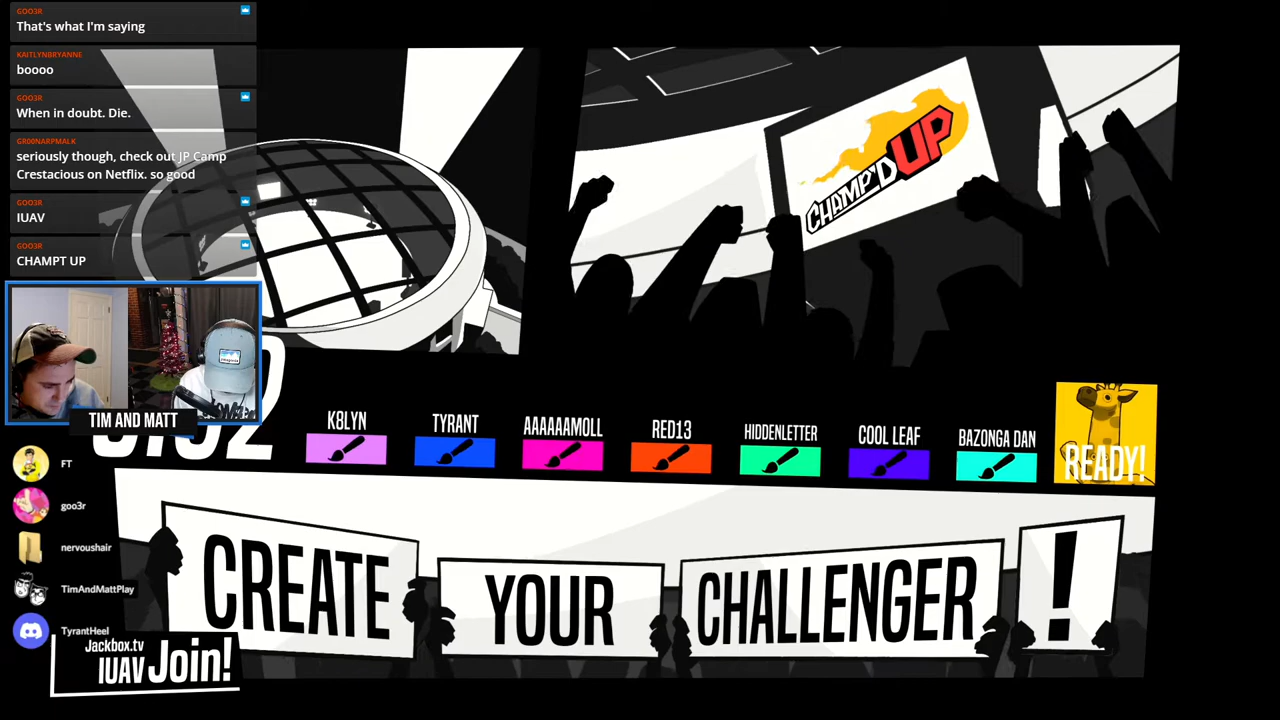 GOO3R
That's what I'm saying
KAITLYNBRYANNE
boooo
GOO3R
When in doubt. Die.
GR00NARPMALK
seriously though, check out JP Camp
Crestacious on Netflix. so good
GOO3R
IUAV
GOO3R
CHAMPT UP
CHAMP'D UP
TIM AND MATT
K8LYN
TYRANT
AAAAAAMOLL
RED13
HIDDENLETTER
COOL LEAF
BAZONGA DAN
READY!
FT
goo3r
nervoushair
TimAndMattPlay
TyrantHeel
CREATE YOUR CHALLENGER !
Jackbox.tv
IUAV Join!